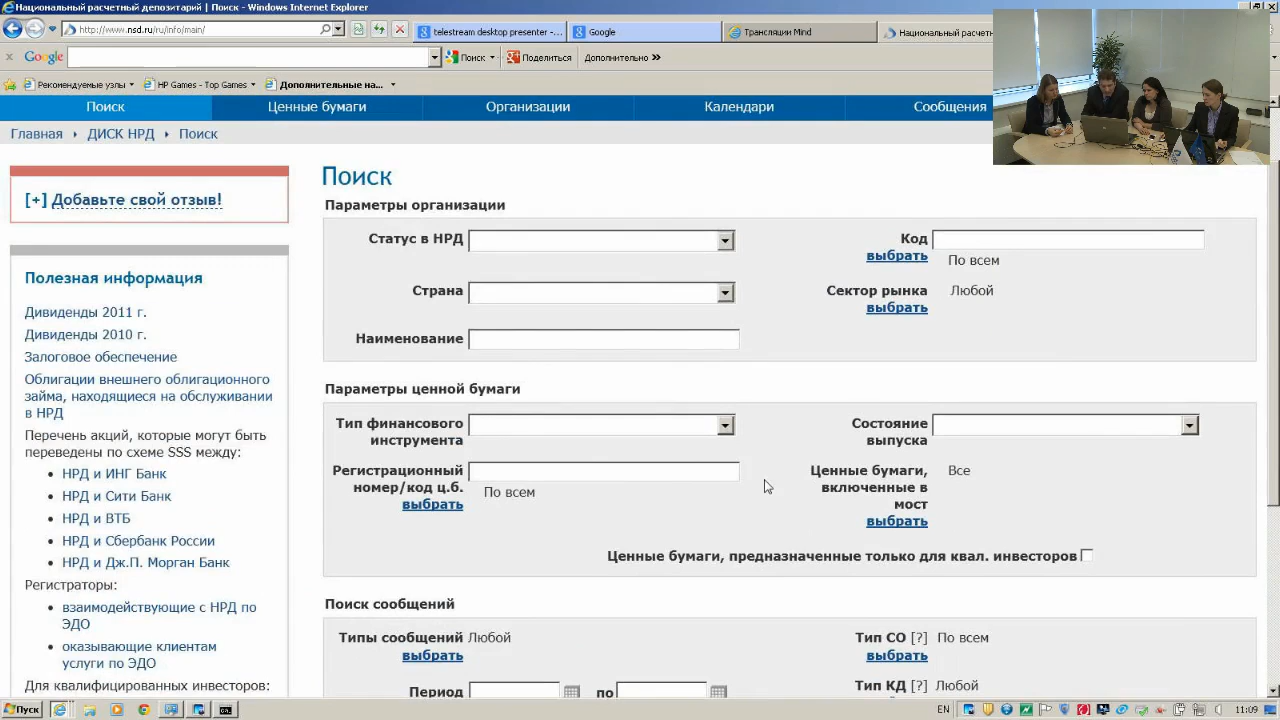 Национальный расчетный депозитарий | Поиск - Windows Internet Explorer
http://www.nsd.ru/ru/info/main/
telestream desktop presenter -...
Google
Трансляции Mind
Национальный расчетн
Google
Поиск
Поделиться
Дополнительно »
Рекомендуемые узлы
HP Games - Top Games
Дополнительные на...
Поиск
Ценные бумаги
Организации
Календари
Сообщения
Главная
ДИСК НРД
Поиск
[+] Добавьте свой отзыв!
Полезная информация
Дивиденды 2011 г.
Дивиденды 2010 г.
Залоговое обеспечение
Облигации внешнего облигационного
займа, находящиеся на обслуживании
в НРД
Перечень акций, которые могут быть
переведены по схеме SSS между:
НРД и ИНГ Банк
НРД и Сити Банк
НРД и ВТБ
НРД и Сбербанк России
НРД и Дж.П. Морган Банк
Регистраторы:
взаимодействующие с НРД по
ЭДО
оказывающие клиентам
услуги по ЭДО
Для квалифицированных инвесторов:
Поиск
Параметры организации
Статус в НРД
Код
выбрать
По всем
Страна
Сектор рынка
Любой
выбрать
Наименование
Параметры ценной бумаги
Тип финансового
инструмента
Состояние
выпуска
Регистрационный
номер/код ц.б.
выбрать
По всем
Ценные бумаги,
включенные в
мост
выбрать
Все
Ценные бумаги, предназначенные только для квал. инвесторов
Поиск сообщений
Типы сообщений Любой
выбрать
Тип СО [?] По всем
выбрать
Период
по
Тип КД [?] Любой
Пуск
EN
11:09